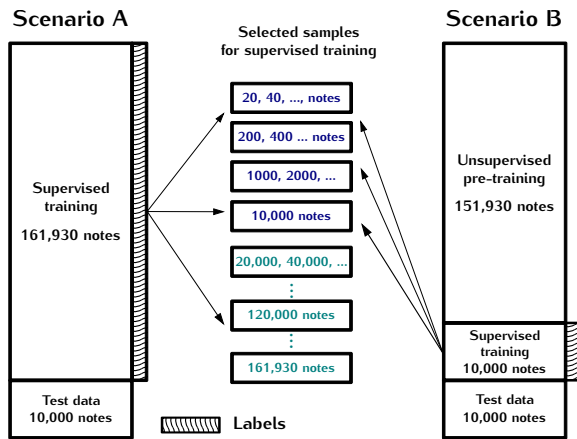 Scenario A
Supervised
training
161,930 notes
Test data
10,000 notes
Selected samples
for supervised training
20, 40, ..., notes
200, 400 ... notes
1000, 2000, ...
10,000 notes
20,000, 40,000, ...
120,000 notes
161,930 notes
Labels
Scenario B
Unsupervised
pre-training
151,930 notes
Supervised
training
10,000 notes
Test data
10,000 notes